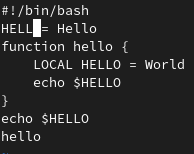 #!/bin/bash
HELLO= Hello
function hello {
LOCAL HELLO = World
echo $HELLO
}
echo $HELLO
hello